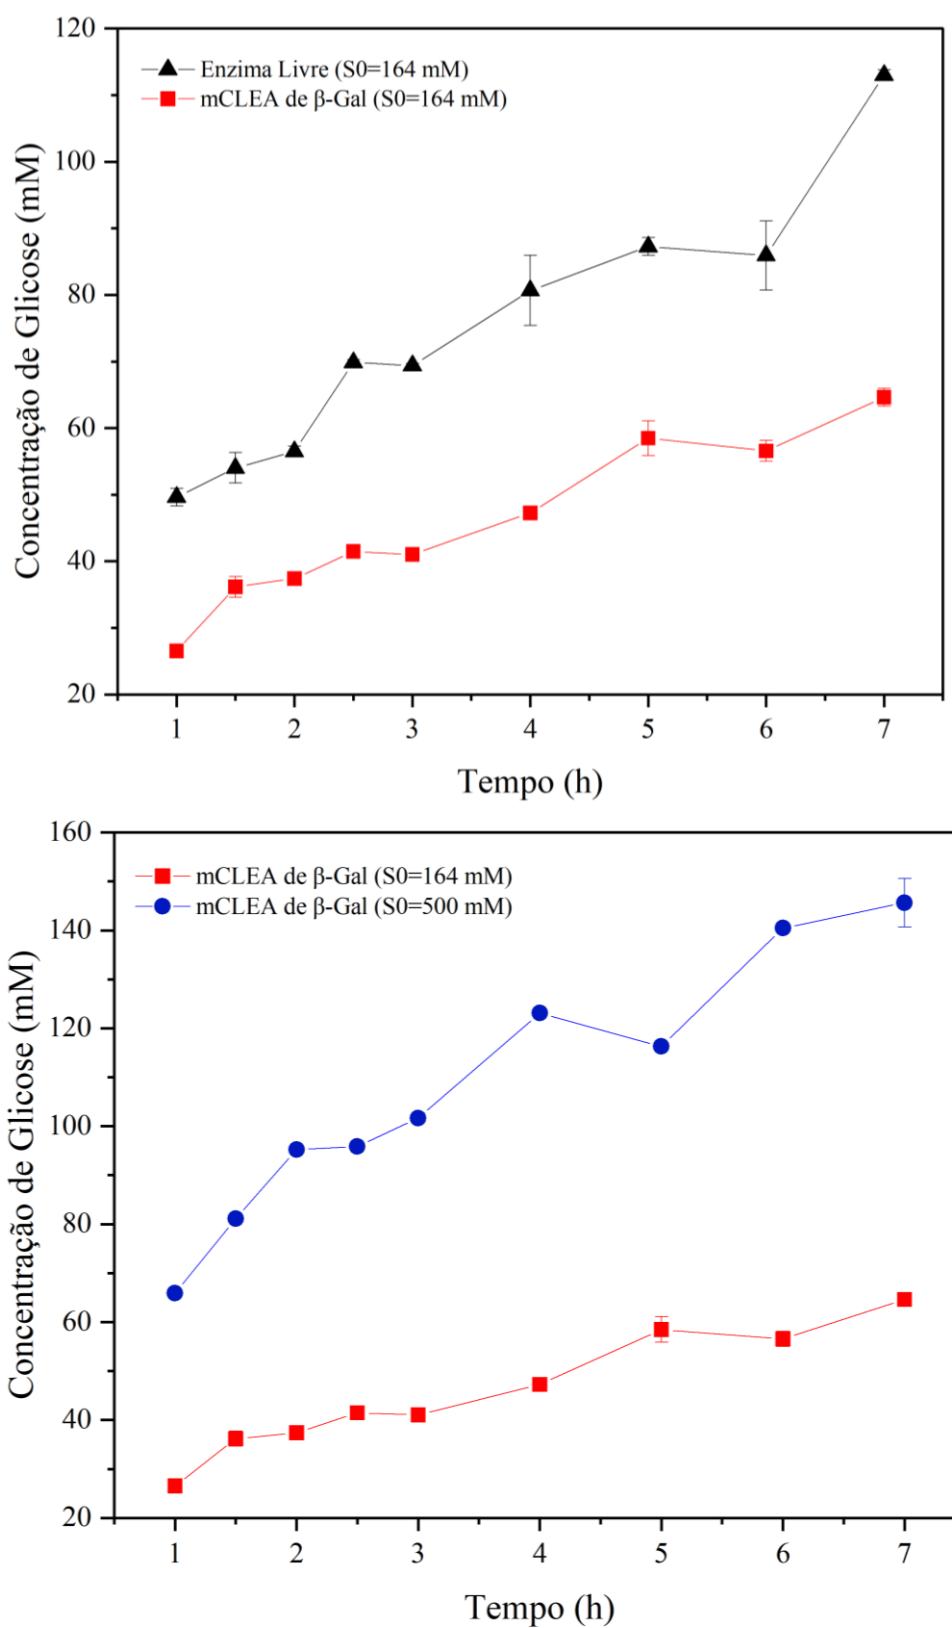 Enzima Livre (S0=164 mM)
mCLEA de β-Gal (S0=164 mM)
Concentração de Glicose (mM)
120
100
80
60
40
20
1 2 3 4 5 6 7
Tempo (h)
mCLEA de β-Gal (S0=164 mM)
mCLEA de β-Gal (S0=500 mM)
Concentração de Glicose (mM)
160
140
120
100
80
60
40
20
1 2 3 4 5 6 7
Tempo (h)